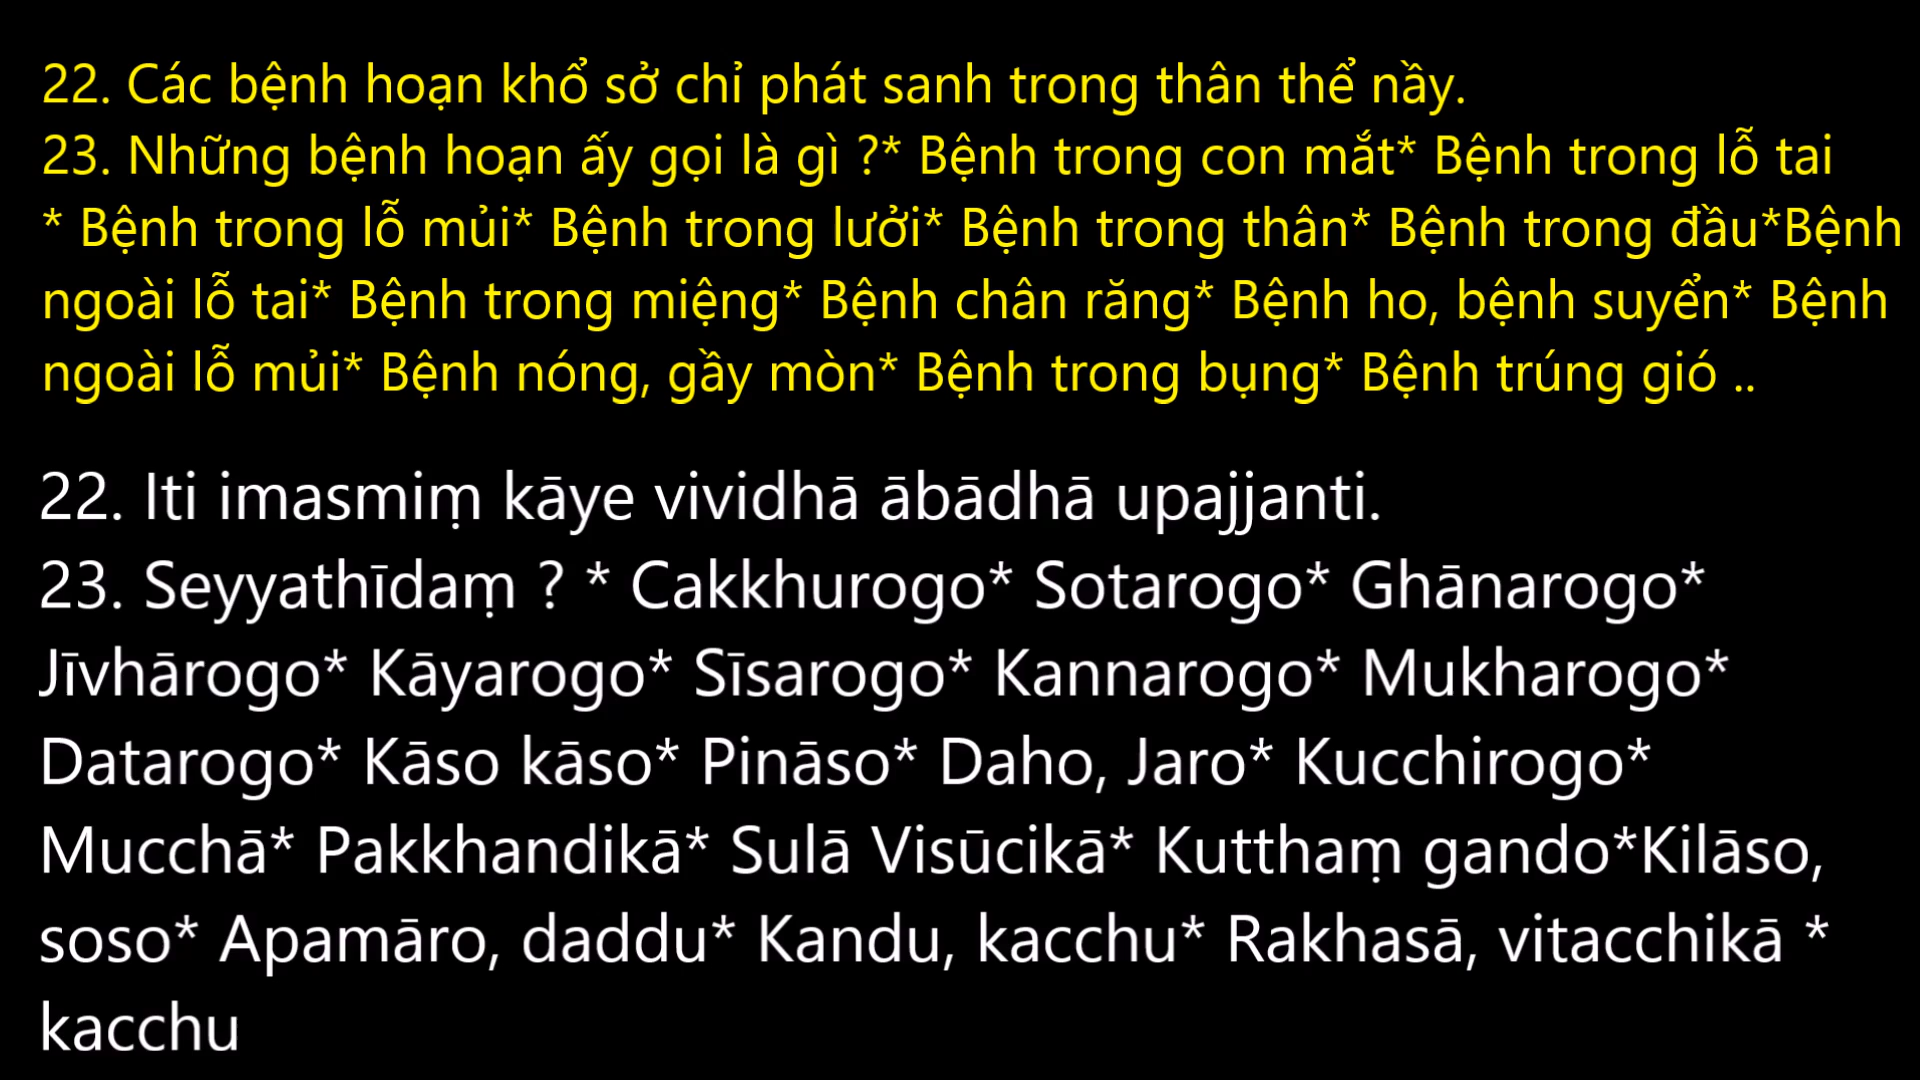 22. Các bệnh hoạn khổ sở chỉ phát sanh trong thân thể nầy.
23. Những bệnh hoạn ấy gọi là gì ?* Bệnh trong con mắt* Bệnh trong lỗ tai
* Bệnh trong lỗ mủi* Bệnh trong lưởi* Bệnh trong thân* Bệnh trong đầu*Bệnh
ngoài lỗ tai* Bệnh trong miệng* Bệnh chân răng* Bệnh ho, bệnh suyển* Bệnh
ngoài lỗ mủi* Bệnh nóng, gầy mòn* Bệnh trong bụng* Bệnh trúng gió ..
22. Iti imasmiṃ kāye vividhā ābādhā upajjanti.
23. Seyyathīdaṃ ? * Cakkhurogo* Sotarogo* Ghānarogo*
Jīvhārogo* Kāyarogo* Sīsarogo* Kannarogo* Mukharogo*
Datarogo* Kāso kāso* Pināso* Daho, Jaro* Kucchirogo*
Mucchā* Pakkhandikā* Sulā Visūcikā* Kutthaṃ gando*Kilāso,
soso* Apamāro, daddu* Kandu, kacchu* Rakhasā, vitacchikā *
kacchu